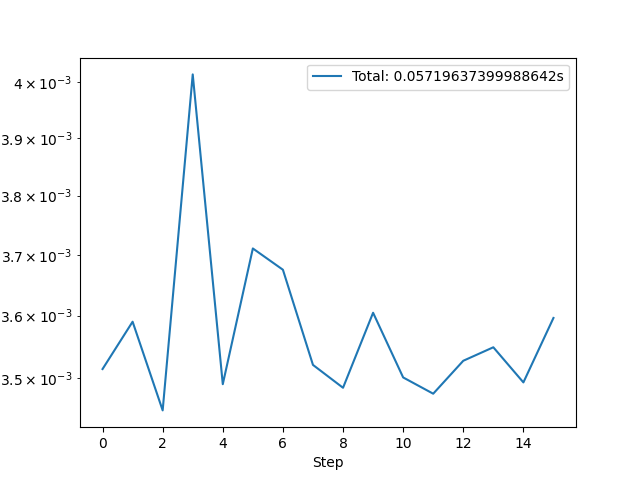 Total: 0.05719637399988642s
4 × 10⁻³
3.9 × 10⁻³
3.8 × 10⁻³
3.7 × 10⁻³
3.6 × 10⁻³
3.5 × 10⁻³
0 2 4 6 8 10 12 14
Step